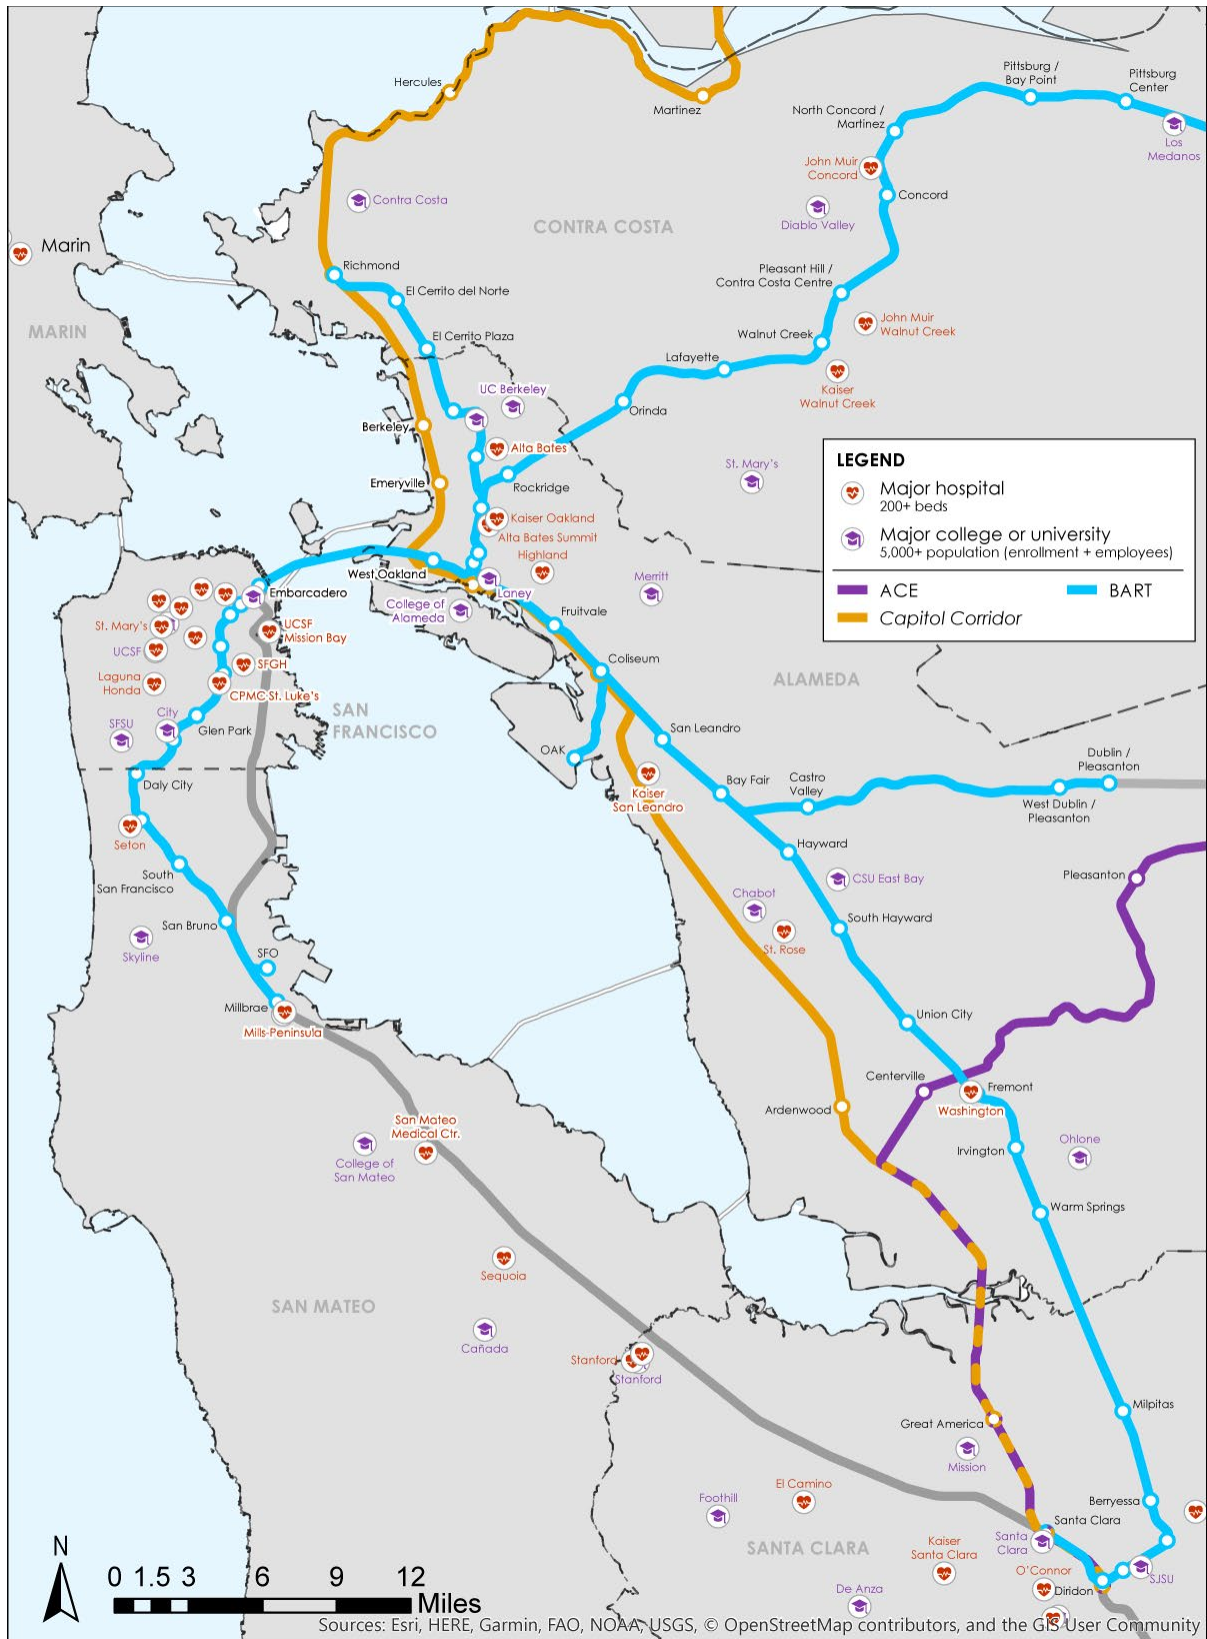 Hercules
Martinez
Pittsburg /
Bay Point
Pittsburg
Center
North Concord /
Martinez
Los
Medanos
John Muir
Concord
Concord
Contra Costa
Diablo Valley
CONTRA COSTA
Marin
Richmond
Pleasant Hill /
Contra Costa Centre
El Cerrito del Norte
MARIN
John Muir
Walnut Creek
El Cerrito Plaza
Walnut Creek
Lafayette
Kaiser
Walnut Creek
UC Berkeley
Orinda
Berkeley
Alta Bates
St. Mary's
Emeryville
Rockridge
Kaiser Oakland
Alta Bates Summit
Highland
West Oakland
Embarcadero
Laney
Merritt
College of
Alameda
Fruitvale
LEGEND
Major hospital
200+ beds
Major college or university
5,000+ population (enrollment + employees)
ACE
BART
Capitol Corridor
St. Mary's
UCSF
Mission Bay
UCSF
SFGH
Laguna
Honda
CPMC-St. Luke's
Coliseum
ALAMEDA
SAN
FRANCISCO
City
SFSU
Glen Park
San Leandro
OAK
Daly City
Kaiser
San Leandro
Bay Fair
Castro
Valley
Dublin /
Pleasanton
West Dublin /
Pleasanton
Seton
Hayward
South
San Francisco
Pleasanton
CSU East Bay
Chabot
San Bruno
South Hayward
Skyline
SFO
St. Rose
Millbrae
Mills-Peninsula
Union City
Centerville
Fremont
Washington
Ardenwood
San Mateo
Medical Ctr.
College of
San Mateo
Irvington
Ohlone
Warm Springs
Sequoia
SAN MATEO
Cañada
Stanford
Stanford
Milpitas
Great America
Mission
El Camino
Foothill
Berryessa
Santa Clara
Santa
Clara
SANTA CLARA
Kaiser
Santa Clara
O'Connor
De Anza
Diridon
SJSU
N
0 1.5 3 6 9 12
Miles
Sources: Esri, HERE, Garmin, FAO, NOAA, USGS, © OpenStreetMap contributors, and the GIS User Community